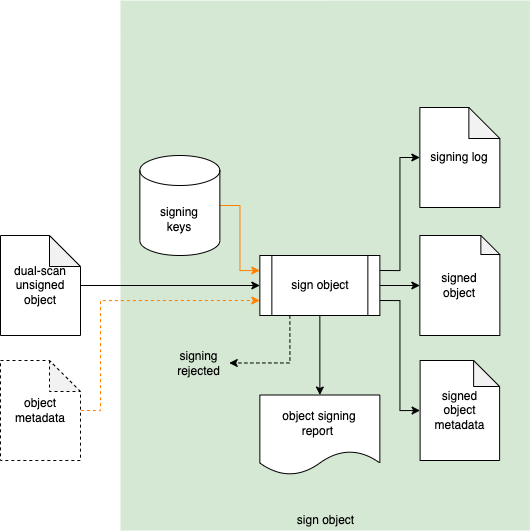 signing log
signing
keys
dual-scan
unsigned
object
sign object
signed
object
signing
rejected
object
metadata
object signing
report
signed
object
metadata
sign object